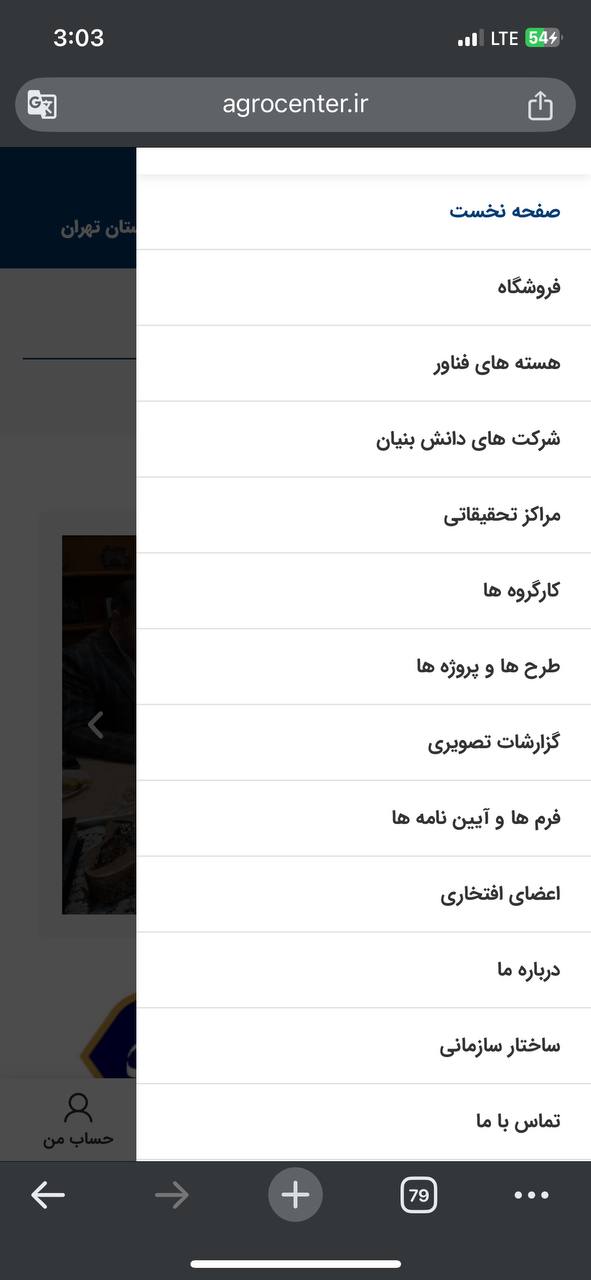 3:03
LTE
54
agrocenter.ir
ستان تهران
صفحه نخست
فروشگاه
هسته های فناور
شرکت های دانش بنیان
مراکز تحقیقاتی
کارگروه ها
طرح ها و پروژه ها
گزارشات تصویری
فرم ها و آیین نامه ها
اعضای افتخاری
درباره ما
ساختار سازمانی
تماس با ما
حساب من
79